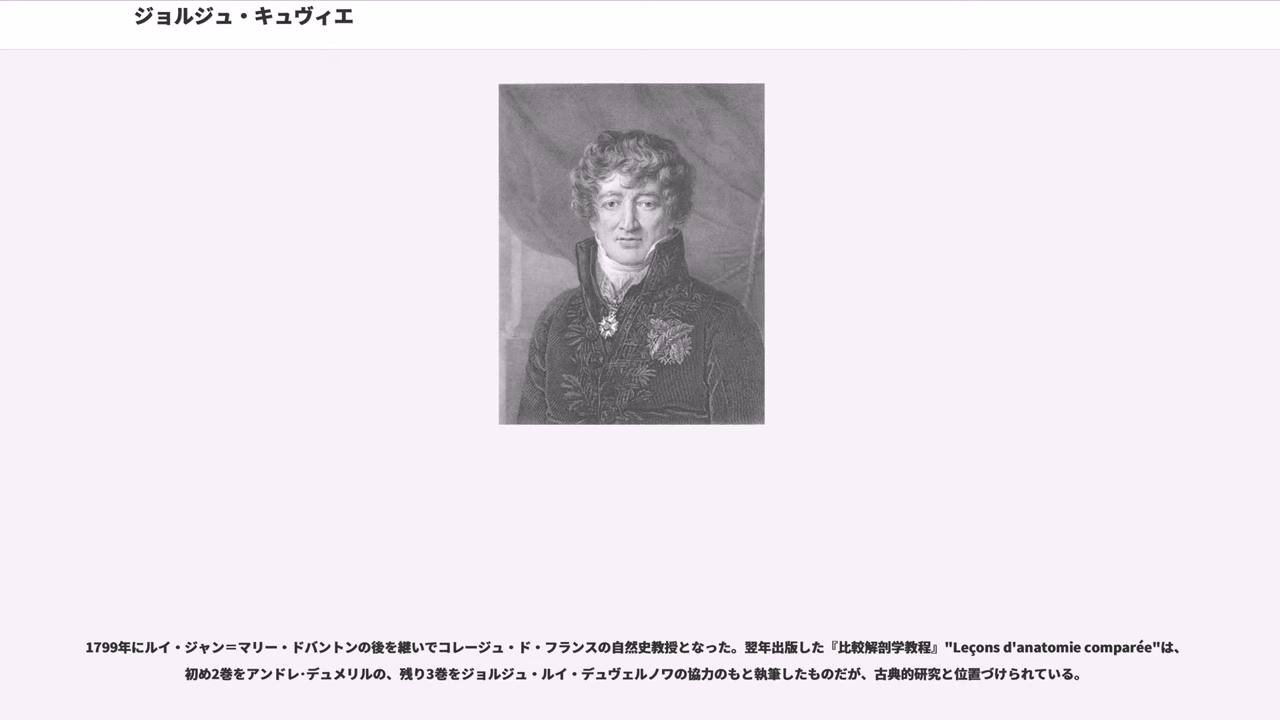 ジョルジュ・キュヴィエ
1799年にルイ・ジャン＝マリー・ドバントンの後を継いでコレージュ・ド・フランスの自然史教授となった。翌年出版した『比較解剖学教程』"Leçons d'anatomie comparée"は、
初め2巻をアンドレ·デュメリルの、残り3巻をジョルジュ・ルイ・デュヴェルノワの協力のもと執筆したものだが、古典的研究と位置づけられている。